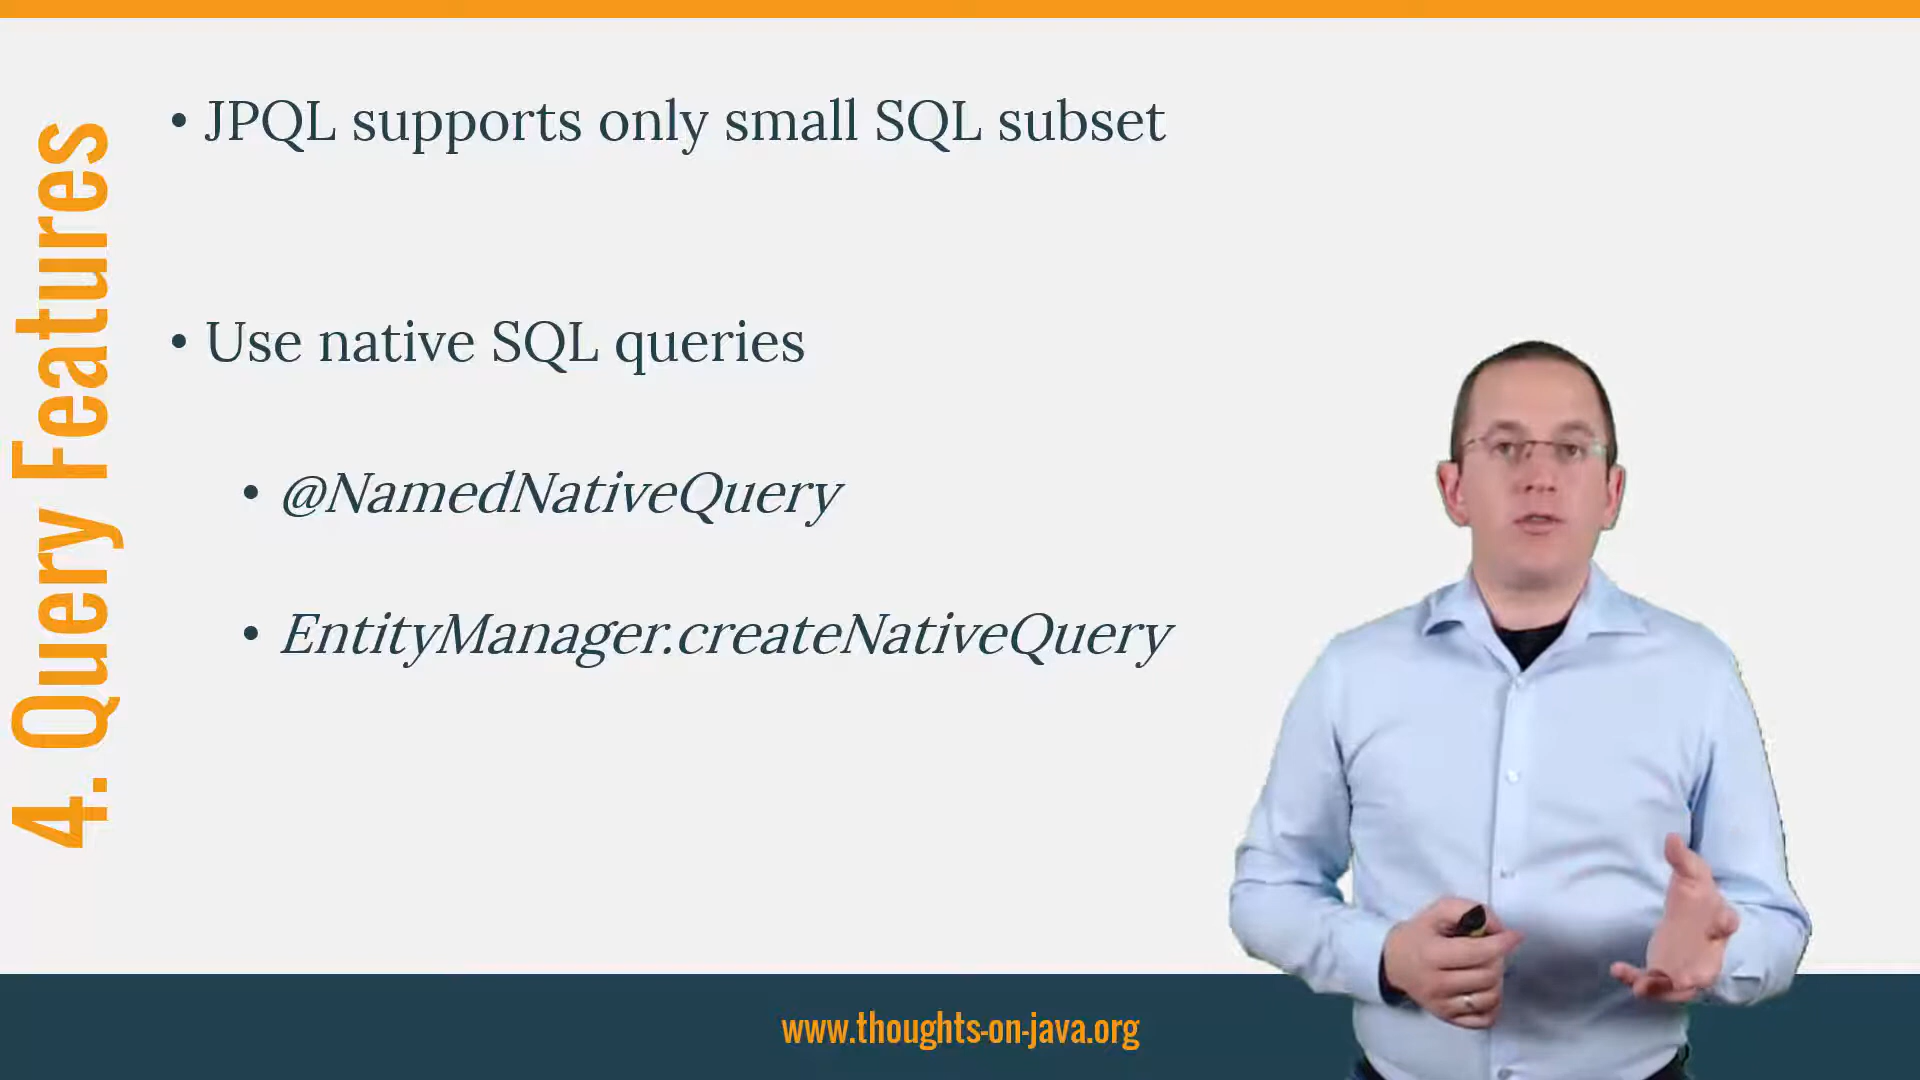 4. Query Features
• JPQL supports only small SQL subset
• Use native SQL queries
• @NamedNativeQuery
• EntityManager.createNativeQuery
www.thoughts-on-java.org